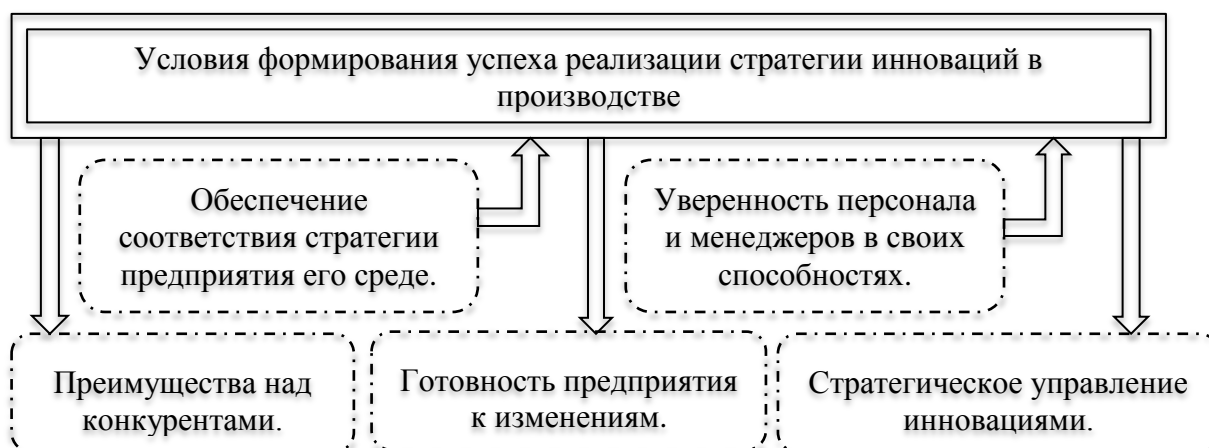 Условия формирования успеха реализации стратегии инноваций в
производстве
Обеспечение
соответствия стратегии
предприятия его среде.
Уверенность персонала
и менеджеров в своих
способностях.
Преимущества над
конкурентами.
Готовность предприятия
к изменениям.
Стратегическое управление
инновациями.